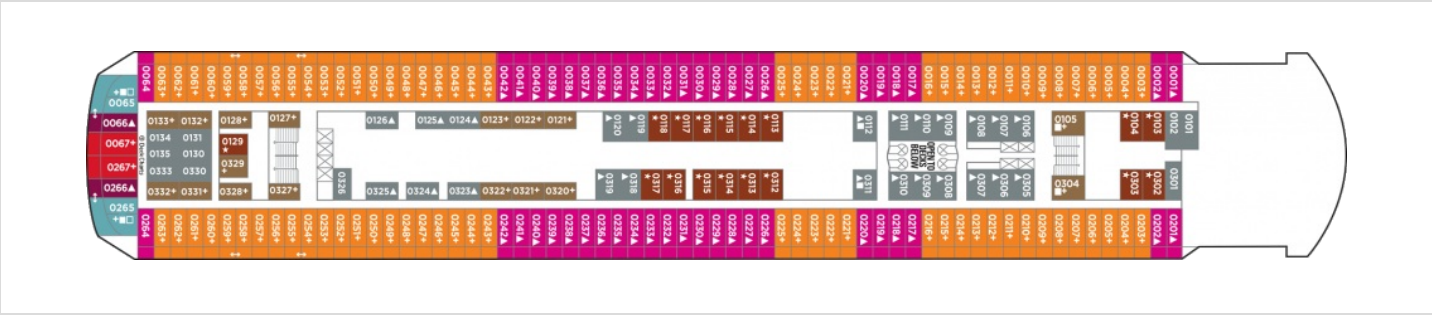 0064 0063+ 0062+ 0061+ 0060+ 0059+ 0058+ 0057+ 0056+ 0055+ 0054+ 0053+ 0052+ 0051+ 0050+ 0049+ 0048+ 0047+ 0046+ 0045+ 0044+ 0043+ 0042▲ 0041▲ 0040▲ 0039▲ 0038▲ 0037▲ 0036▲ 0035▲ 0034▲ 0033▲ 0032▲ 0031▲ 0030▲ 0029▲ 0028▲ 0027▲ 0026▲ 0025+ 0024+ 0023+ 0022+ 0021+ 0020▲ 0019▲ 0018▲ 0017▲ 0016+ 0015+ 0014+ 0013+ 0012+ 0011+ 0010+ 0009+ 0008+ 0007+ 0006+ 0005+ 0004+ 0003+ 0002▲ 0001▲
0065
0066▲
0067+
0267+
0266▲
0265
0133+ 0132+ 0128+ 0127+ 0126▲ 0125▲ 0124▲ 0123+ 0122+ 0121+ 0120 0119 0118 0117 0116 0115 0114 0113 0112 0111 0110 0109 0108 0107 0106 0105 0104 0103 0102 0101
0134 0131
0135 0130
0333 0330
0129
0329
+
OPEN TO
DECKS
BELOW
0332+ 0331+ 0328+ 0327+ 0326 0325▲ 0324▲ 0323▲ 0322+ 0321+ 0320+ 0319 0318 0317 0316 0315 0314 0313 0312 0311 0310 0309 0308 0307 0306 0305 0304 0303 0302 0301
0264 0263+ 0262+ 0261+ 0260+ 0259+ 0258+ 0257+ 0256+ 0255+ 0254+ 0253+ 0252+ 0251+ 0250+ 0249+ 0248+ 0247+ 0246+ 0245+ 0244+ 0243+ 0242▲ 0241▲ 0240▲ 0239▲ 0238▲ 0237▲ 0236▲ 0235▲ 0234▲ 0233▲ 0232▲ 0231▲ 0230▲ 0229▲ 0228▲ 0227▲ 0226▲ 0225+ 0224+ 0223+ 0222+ 0221+ 0220▲ 0219▲ 0218▲ 0217▲ 0216+ 0215+ 0214+ 0213+ 0212+ 0211+ 0210+ 0209+ 0208+ 0207+ 0206+ 0205+ 0204+ 0203+ 0202▲ 0201▲